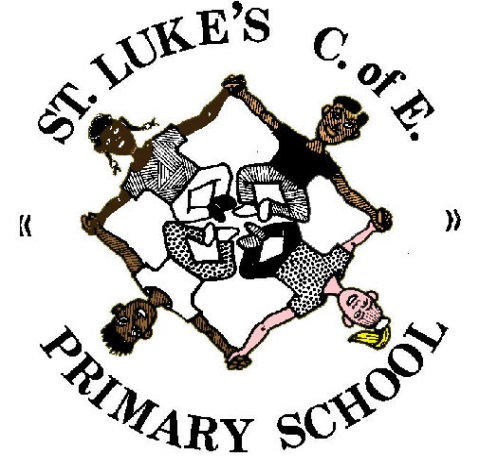 ST. LUKE'S C. of E.
« »
PRIMARY SCHOOL